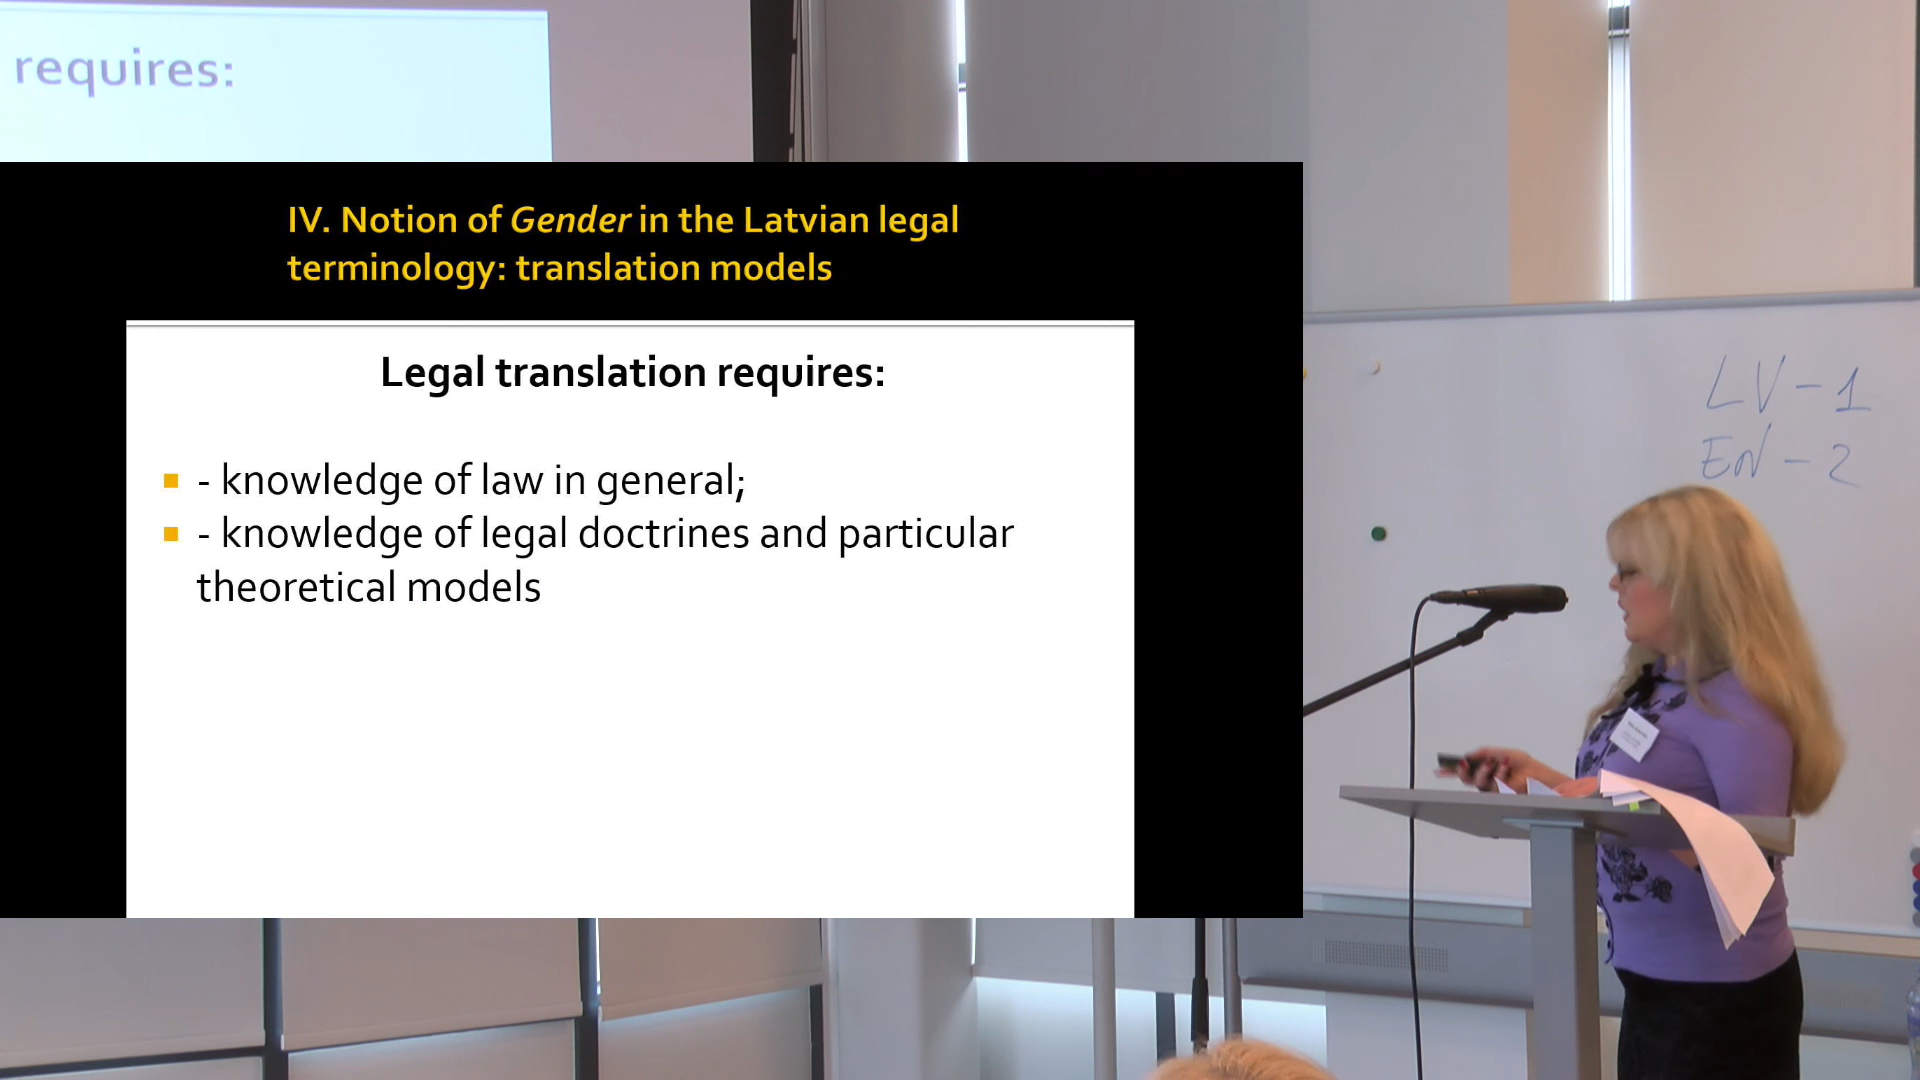 requires:
IV. Notion of Gender in the Latvian legal
terminology: translation models
Legal translation requires:
- knowledge of law in general;
- knowledge of legal doctrines and particular
theoretical models
LV - 1
EN - 2